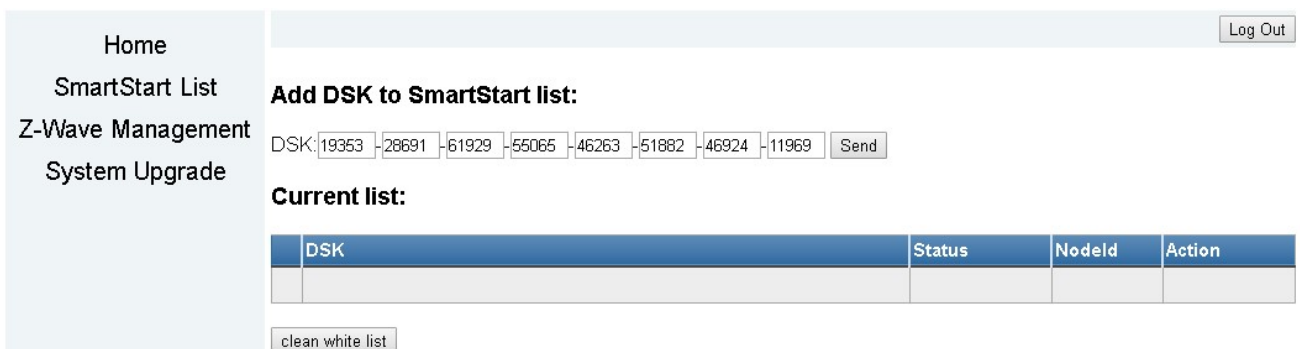 Home
SmartStart List
Z-Wave Management
System Upgrade
Log Out
Add DSK to SmartStart list:
DSK: 19353 -28691 -61929 -55065 -46263 -51882 -46924 -11969 Send
Current list:
DSK Status NodeId Action
clean white list